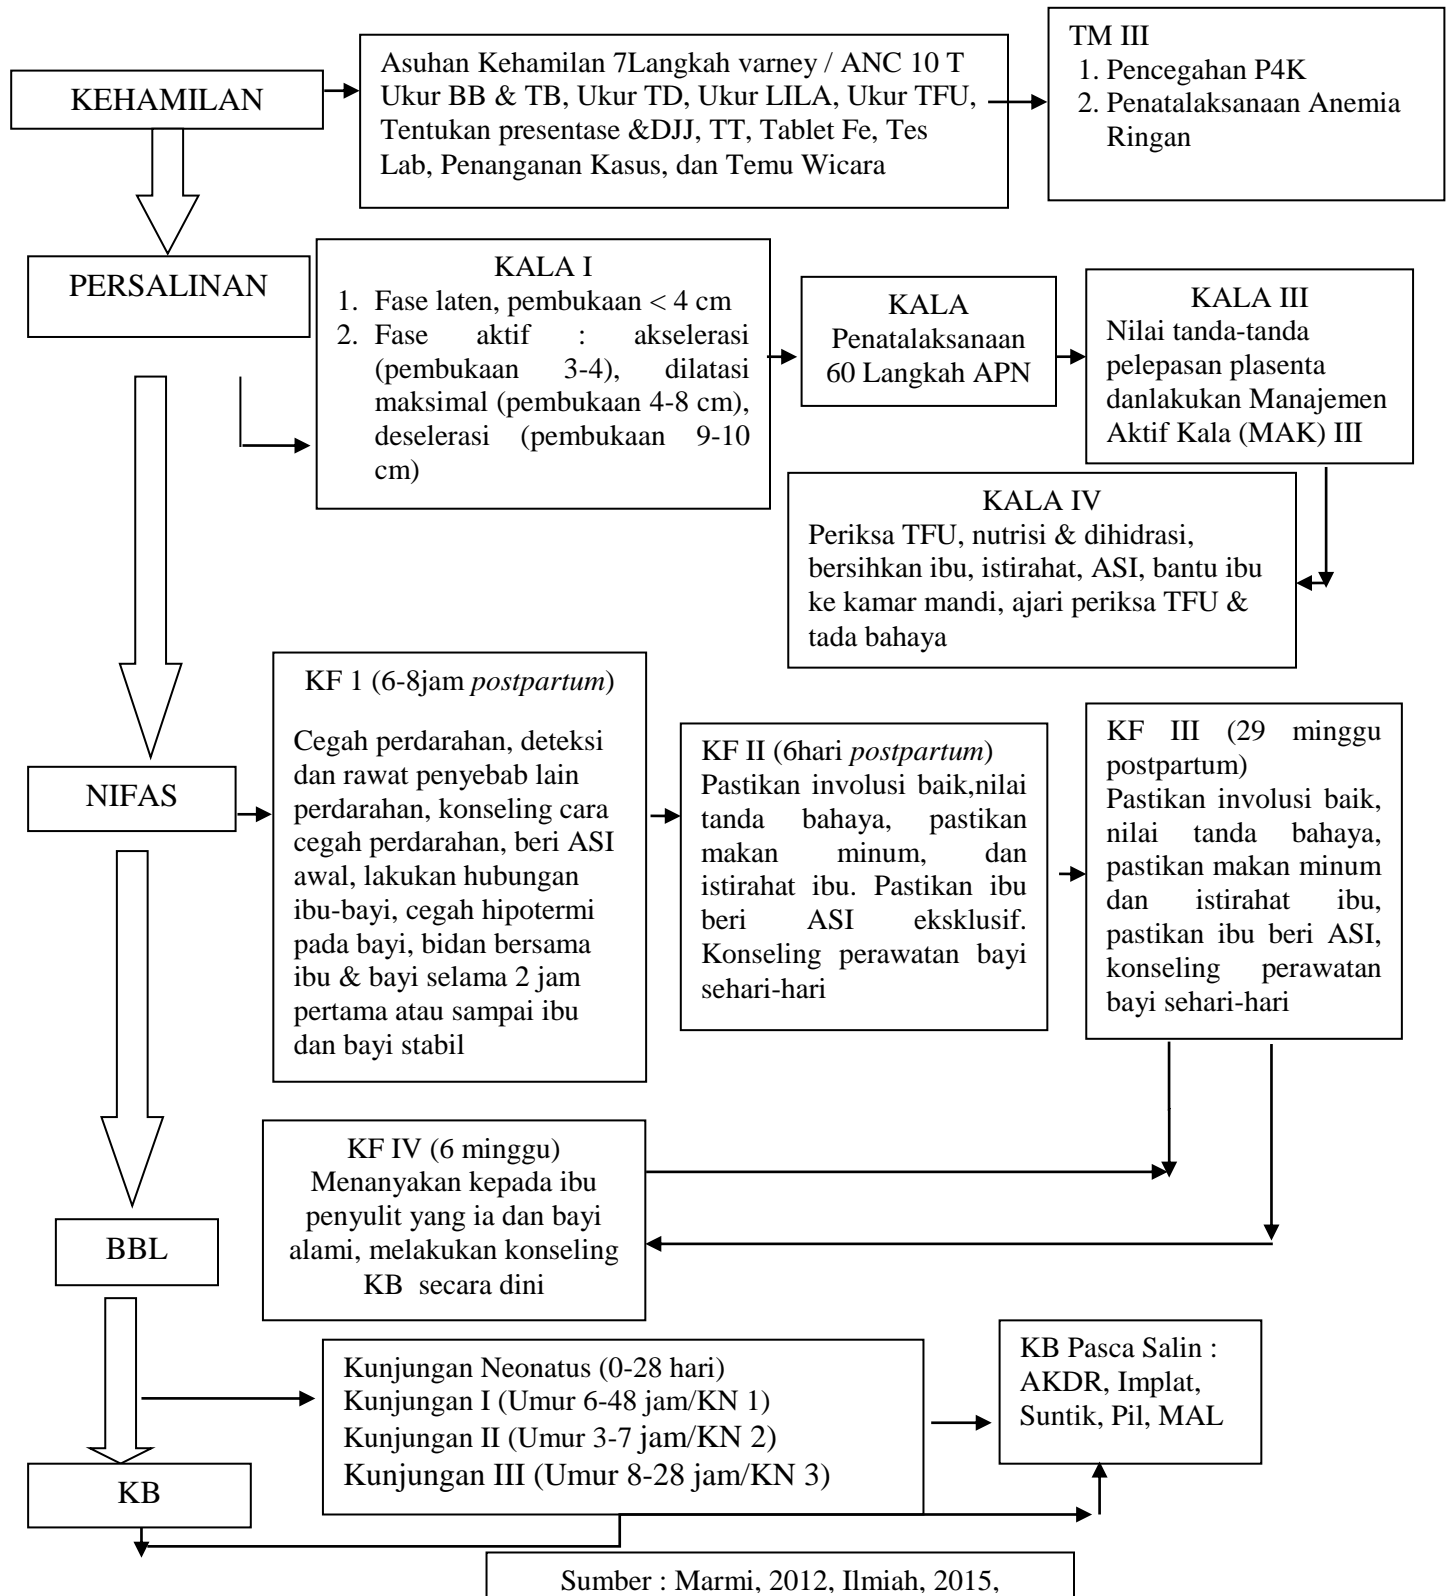 KEHAMILAN
Asuhan Kehamilan 7Langkah varney / ANC 10 T
Ukur BB & TB, Ukur TD, Ukur LILA, Ukur TFU,
Tentukan presentase &DJJ, TT, Tablet Fe, Tes
Lab, Penanganan Kasus, dan Temu Wicara
TM III
1. Pencegahan P4K
2. Penatalaksanaan Anemia
Ringan
PERSALINAN
KALA I
1. Fase laten, pembukaan < 4 cm
2. Fase aktif : akselerasi
(pembukaan 3-4), dilatasi
maksimal (pembukaan 4-8 cm),
deselerasi (pembukaan 9-10
cm)
KALA
Penatalaksanaan
60 Langkah APN
KALA III
Nilai tanda-tanda
pelepasan plasenta
danlakukan Manajemen
Aktif Kala (MAK) III
KALA IV
Periksa TFU, nutrisi & dihidrasi,
bersihkan ibu, istirahat, ASI, bantu ibu
ke kamar mandi, ajari periksa TFU &
tada bahaya
NIFAS
KF 1 (6-8jam postpartum)
Cegah perdarahan, deteksi
dan rawat penyebab lain
perdarahan, konseling cara
cegah perdarahan, beri ASI
awal, lakukan hubungan
ibu-bayi, cegah hipotermi
pada bayi, bidan bersama
ibu & bayi selama 2 jam
pertama atau sampai ibu
dan bayi stabil
KF II (6hari postpartum)
Pastikan involusi baik,nilai
tanda bahaya, pastikan
makan minum, dan
istirahat ibu. Pastikan ibu
beri ASI eksklusif.
Konseling perawatan bayi
sehari-hari
KF III (29 minggu
postpartum)
Pastikan involusi baik,
nilai tanda bahaya,
pastikan makan minum
dan istirahat ibu,
pastikan ibu beri ASI,
konseling perawatan
bayi sehari-hari
KF IV (6 minggu)
Menanyakan kepada ibu
penyulit yang ia dan bayi
alami, melakukan konseling
KB secara dini
BBL
Kunjungan Neonatus (0-28 hari)
Kunjungan I (Umur 6-48 jam/KN 1)
Kunjungan II (Umur 3-7 jam/KN 2)
Kunjungan III (Umur 8-28 jam/KN 3)
KB Pasca Salin :
AKDR, Implat,
Suntik, Pil, MAL
KB
Sumber : Marmi, 2012, Ilmiah, 2015,